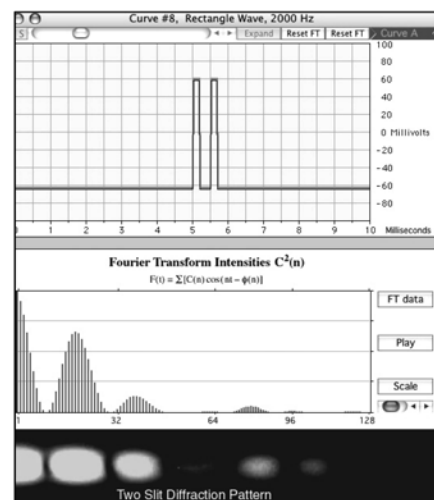 Curve #8, Rectangle Wave, 2000 Hz
S Expand Reset FT Reset FT Curve A
100
80
60
40
20
0 Millivolts
-20
-40
-60
-80
1 2 3 4 5 6 7 8 9 10 Milliseconds
Fourier Transform Intensities C²(n)
F(t) = Σ[C(n) cos(nt – ϕ(n)]
FT data
Play
Scale
1 32 64 96 128
Two Slit Diffraction Pattern